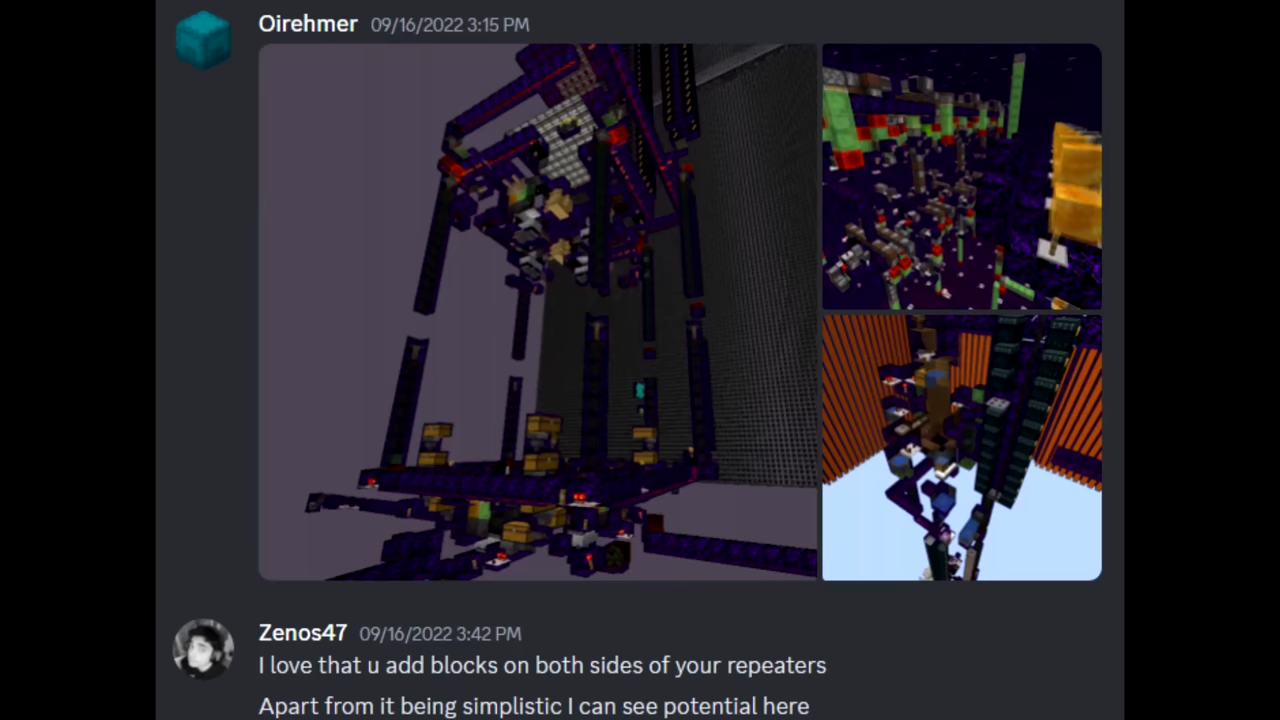 Oirehmer 09/16/2022 3:15 PM
Zenos47 09/16/2022 3:42 PM
I love that u add blocks on both sides of your repeaters
Apart from it being simplistic I can see potential here